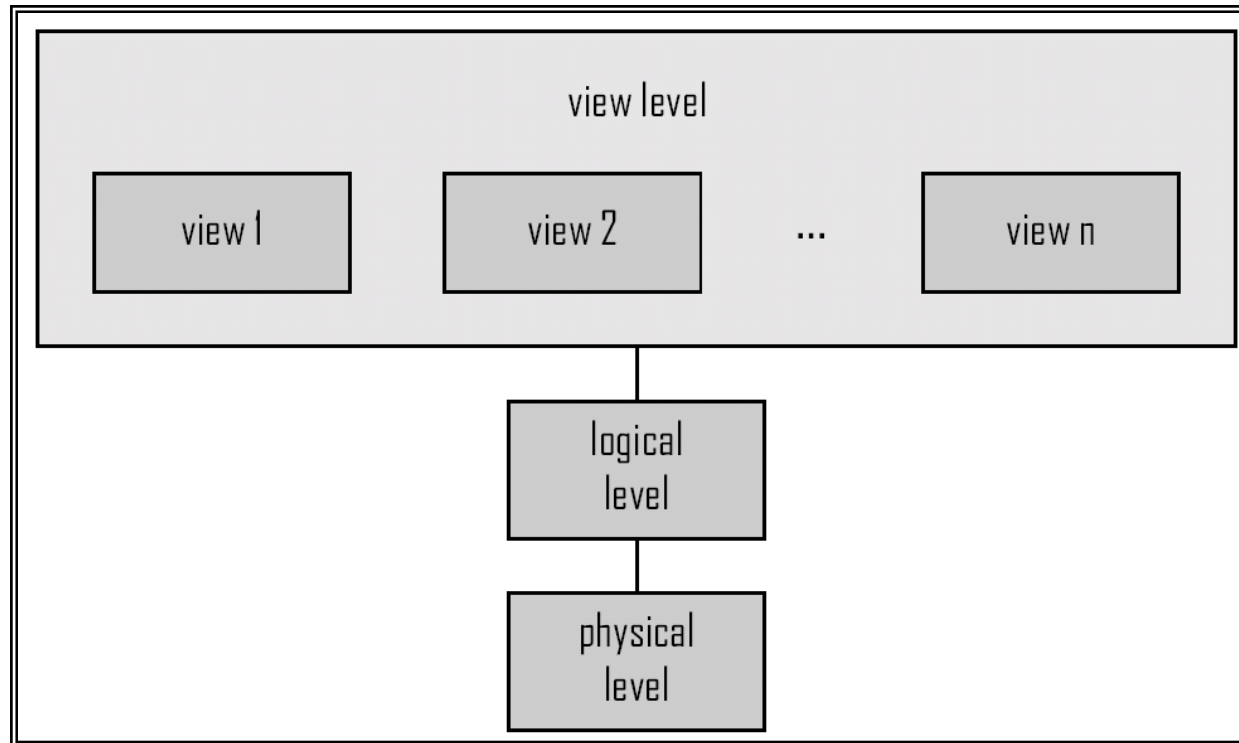 view level
view 1
view 2
...
view n
logical
level
physical
level